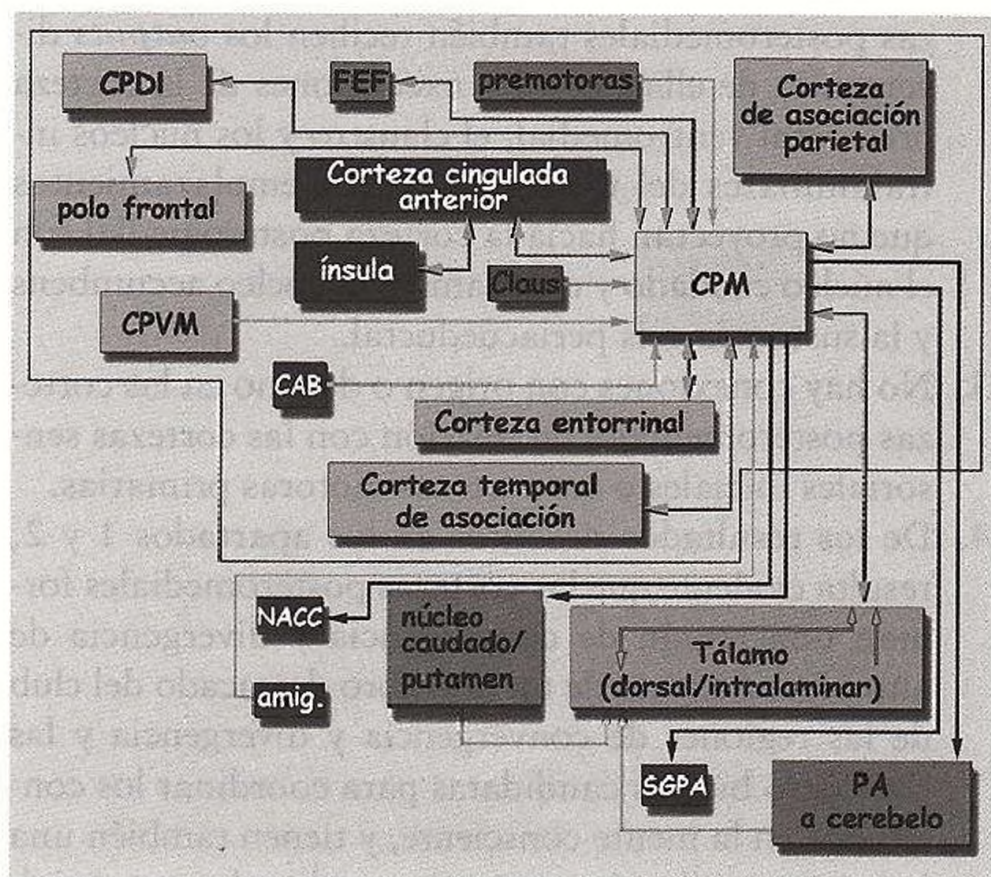 CPDl
FEF
premotoras
Corteza
de asociación
parietal
Corteza cingulada
anterior
polo frontal
ínsula
Claus
CPM
CPVM
CAB
Corteza entorrinal
Corteza temporal
de asociación
NACC
núcleo
caudado/
putamen
Tálamo
(dorsal/intralaminar)
amig.
SGPA
PA
a cerebelo